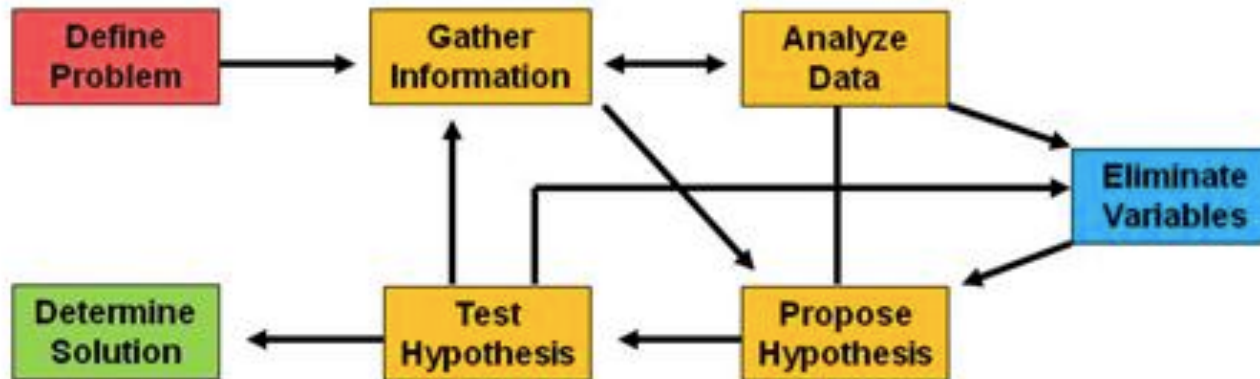 Define
Problem
Gather
Information
Analyze
Data
Eliminate
Variables
Determine
Solution
Test
Hypothesis
Propose
Hypothesis